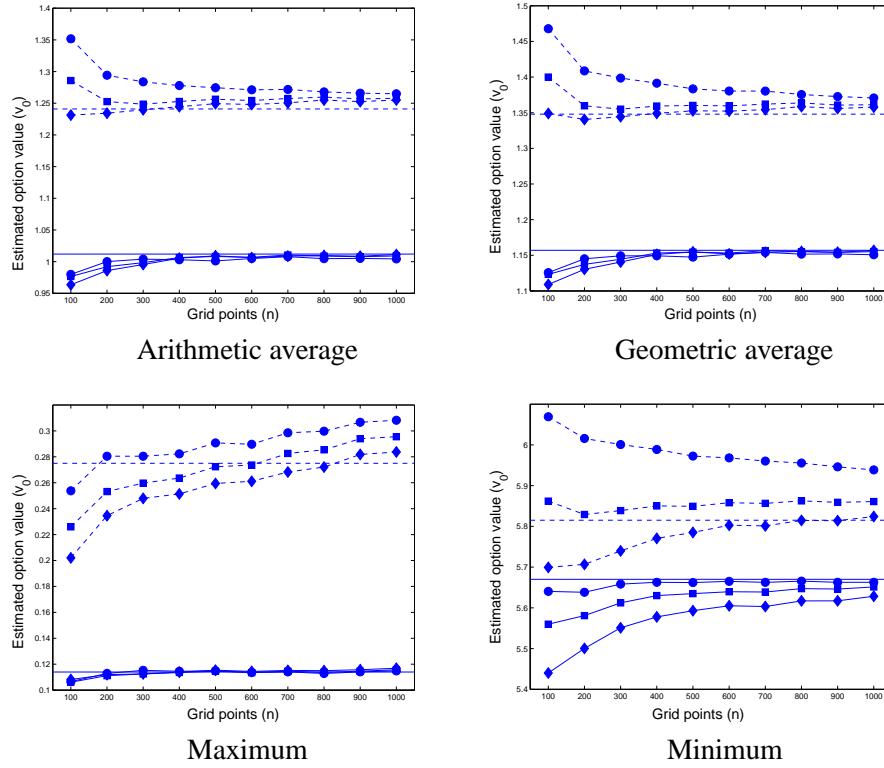 1.4
1.35
1.3
1.25
1.2
1.15
1.1
1.05
1
0.95
Estimated option value (v0)
100 200 300 400 500 600 700 800 900 1000
Grid points (n)
Arithmetic average
1.5
1.45
1.4
1.35
1.3
1.25
1.35
1.15
1.1
Estimated option value (v0)
100 200 300 400 500 600 700 800 900 1000
Grid points (n)
Geometric average
0.3
0.28
0.26
0.24
0.22
0.2
0.18
0.16
0.14
0.12
0.1
Estimated option value (v0)
100 200 300 400 500 600 700 800 900 1000
Grid points (n)
Maximum
6
5.9
5.8
5.7
5.6
5.5
5.4
Estimated option value (v0)
100 200 300 400 500 600 700 800 900 1000
Grid points (n)
Minimum